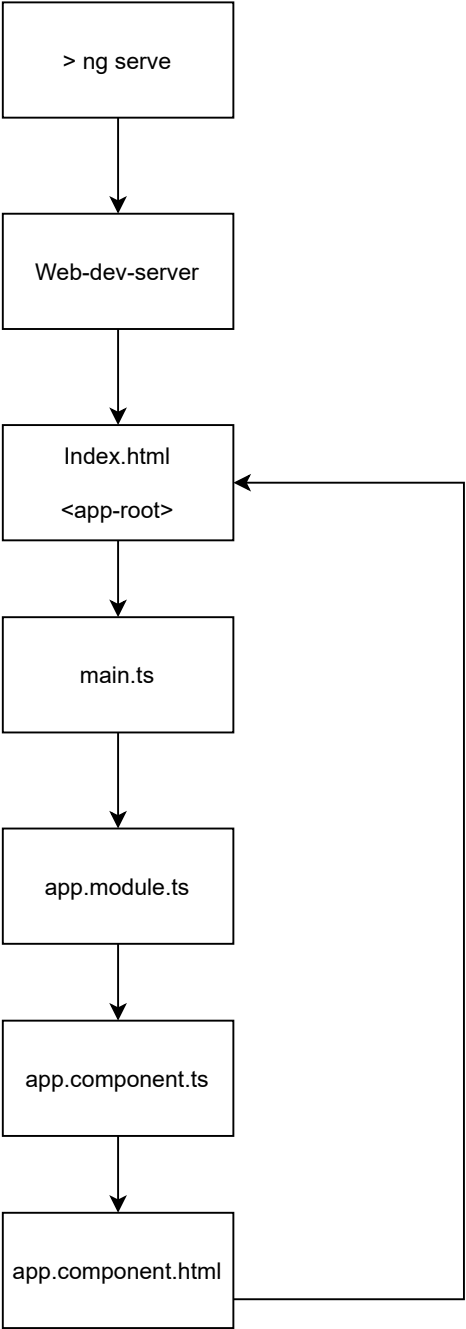 > ng serve
Web-dev-server
Index.html
<app-root>
main.ts
app.module.ts
app.component.ts
app.component.html